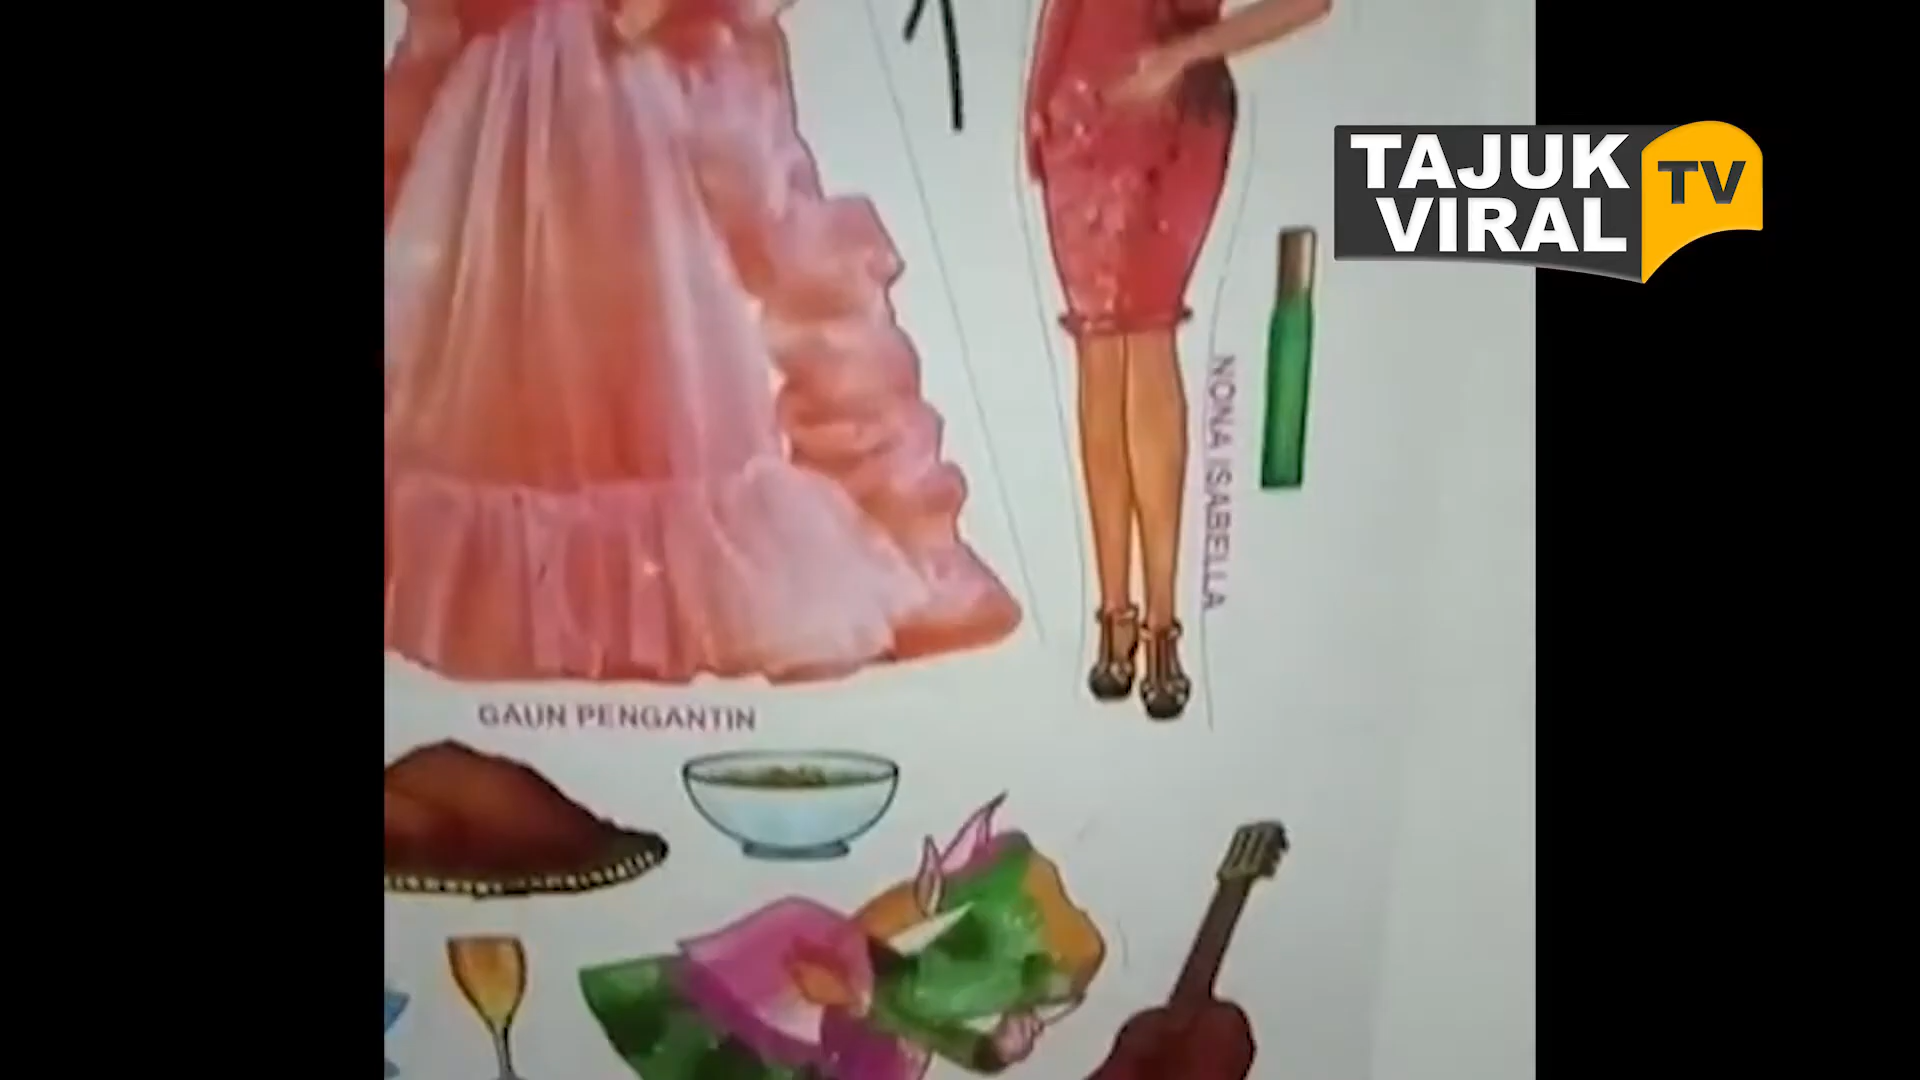 TAJUK
VIRAL
TV
NONA ISABELLA
GAUN PENGANTIN